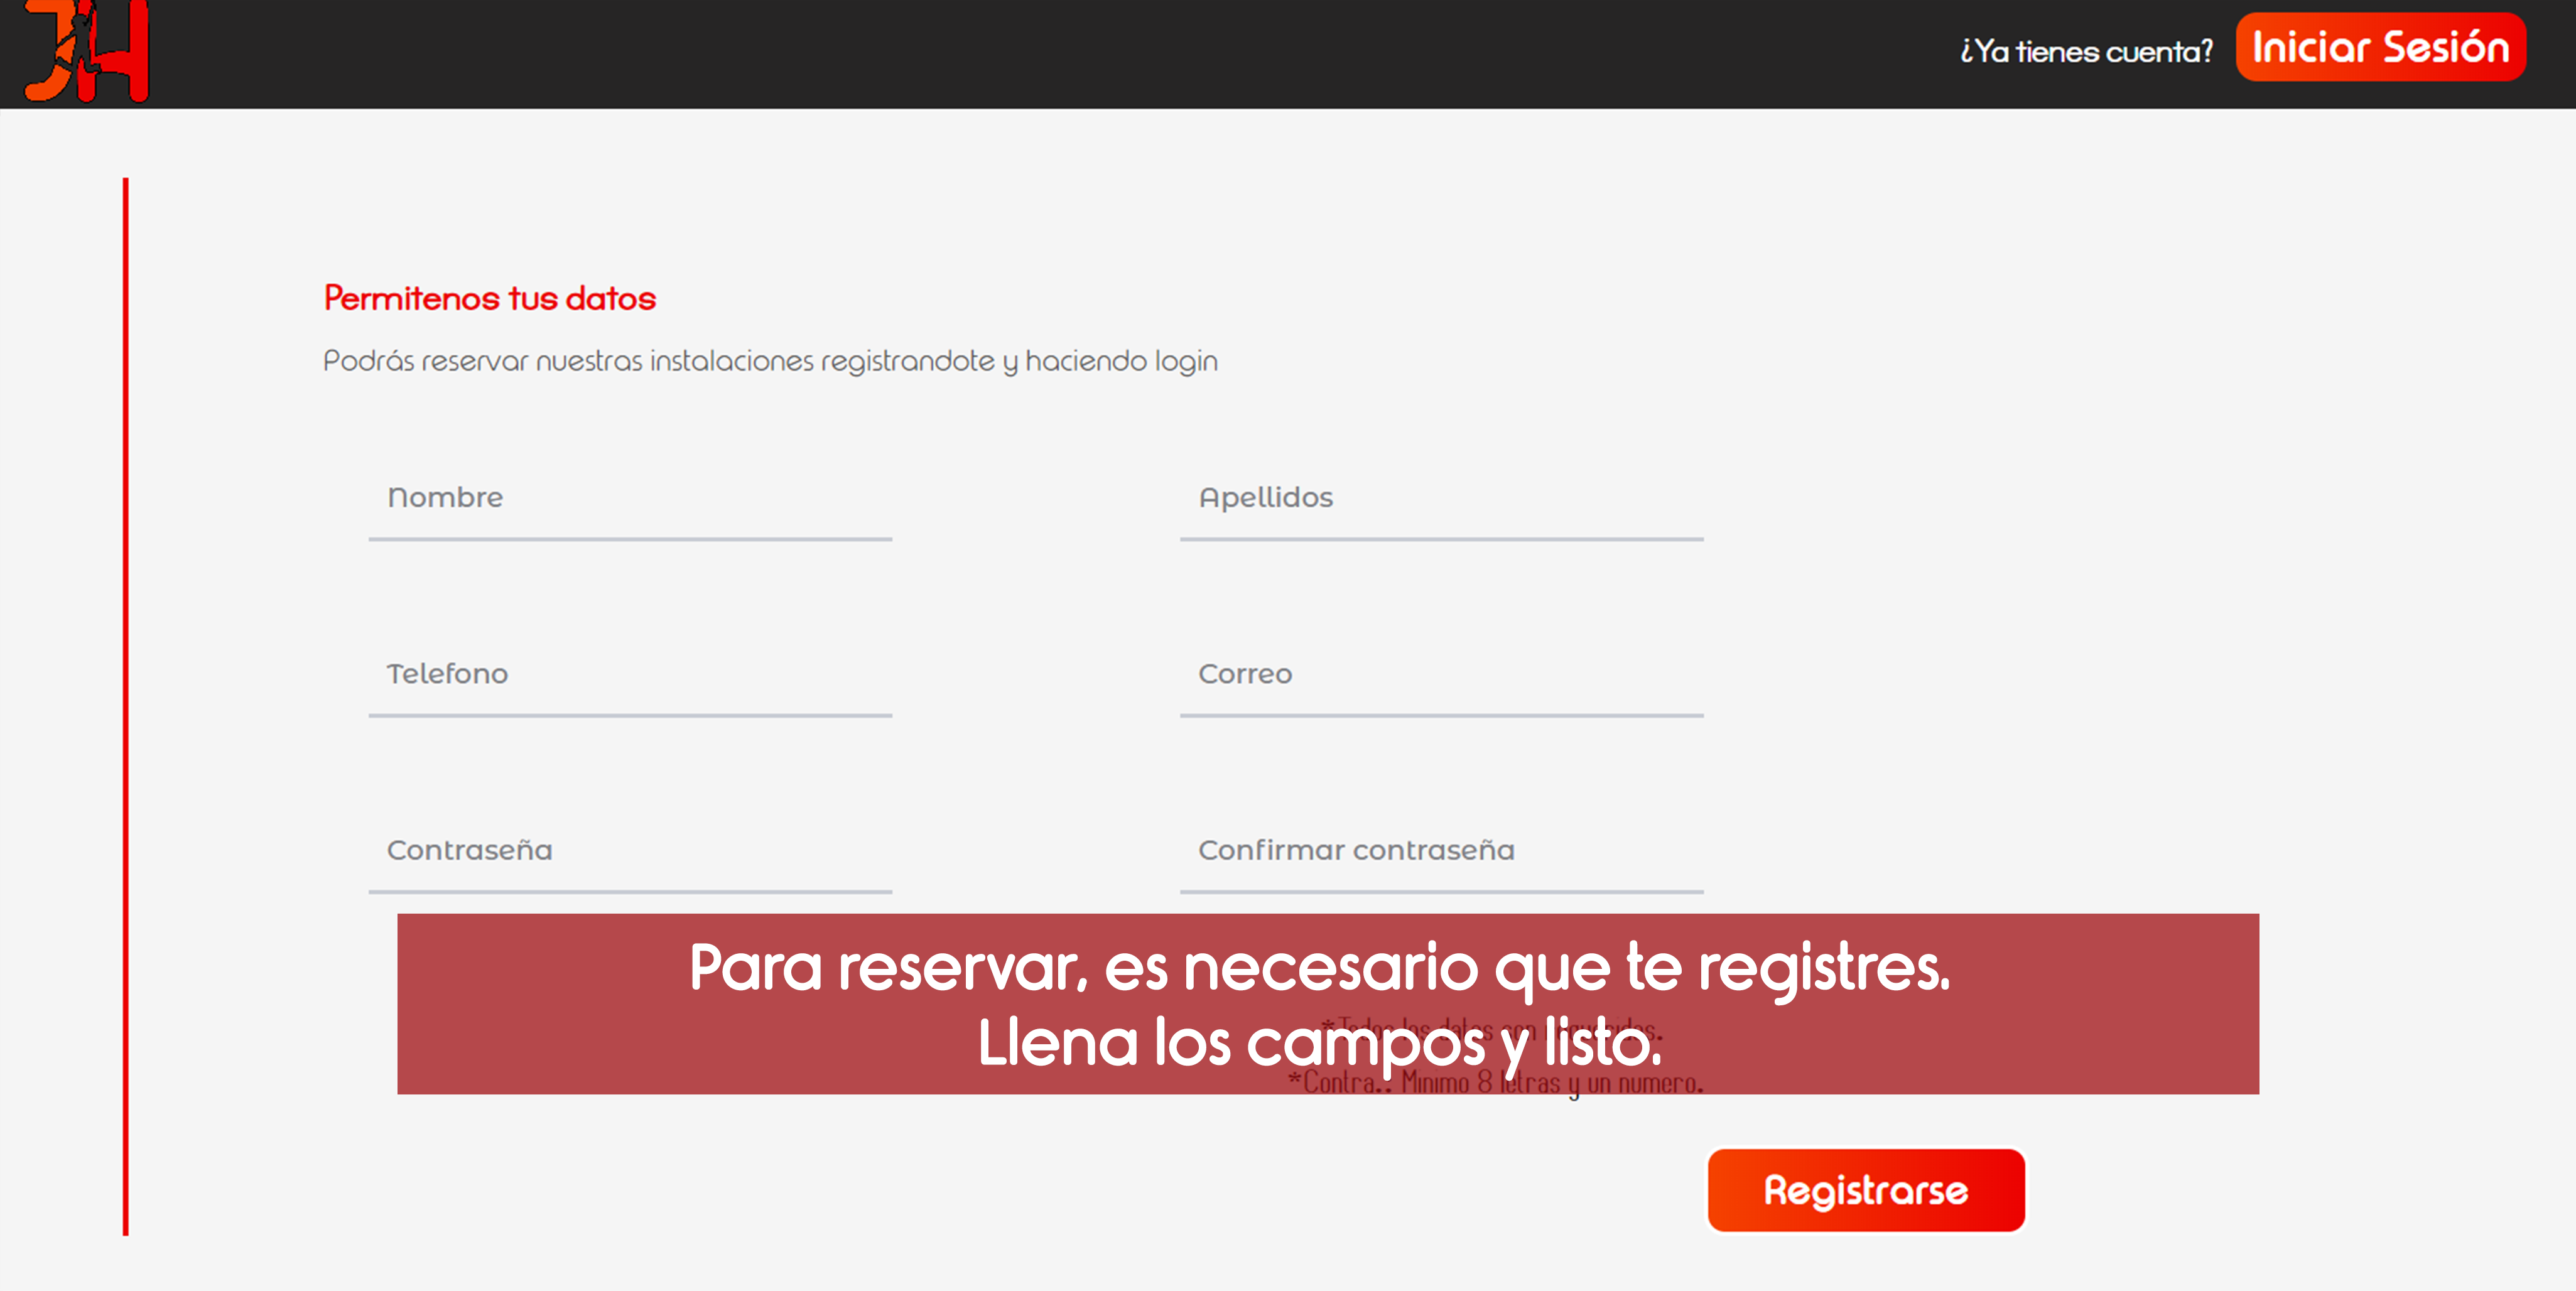 JH
¿Ya tienes cuenta? Iniciar Sesión
Permitenos tus datos
Podrás reservar nuestras instalaciones registrandote y haciendo login
Nombre Apellidos
Telefono Correo
Contraseña Confirmar contraseña
Para reservar, es necesario que te registres.
*Todos los datos son requeridos.
Llena los campos y listo.
*Contra.. Minimo 8 letras y un numero.
Registrarse